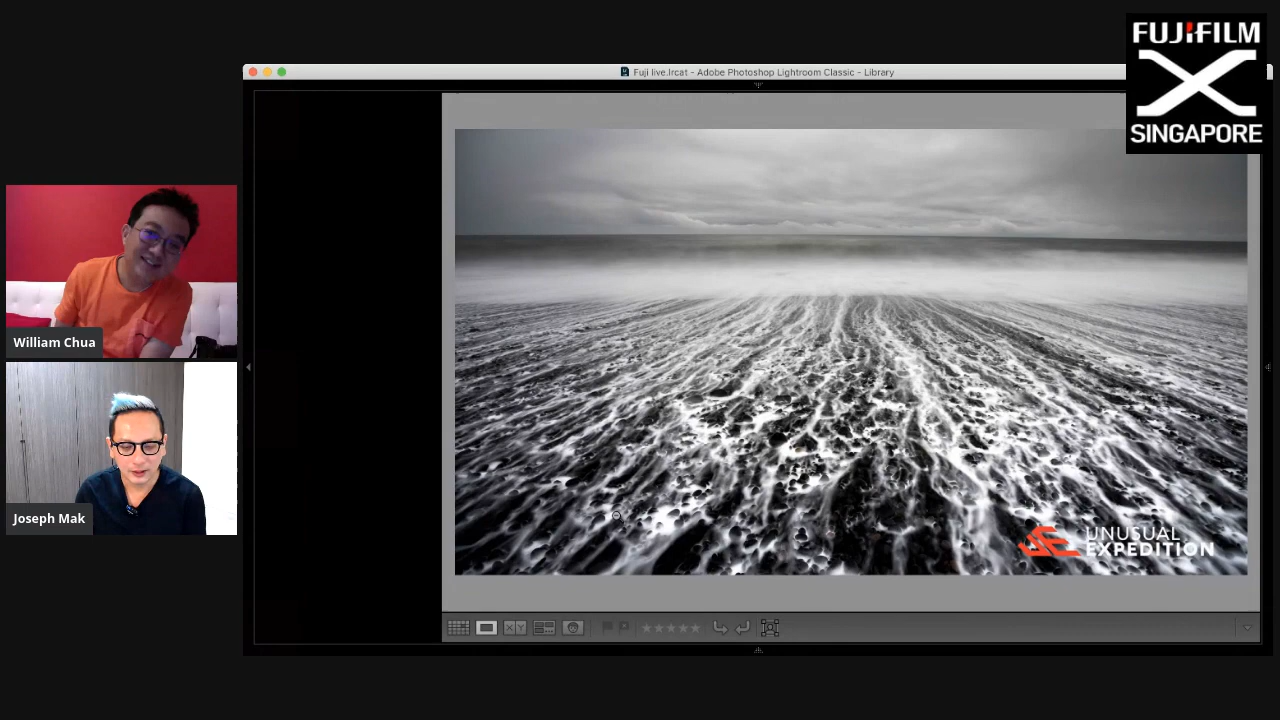 FUJIFILM
X
SINGAPORE
Fuji live.lrcat - Adobe Photoshop Lightroom Classic - Library
William Chua
Joseph Mak
UNUSUAL
EXPEDITION
X Y